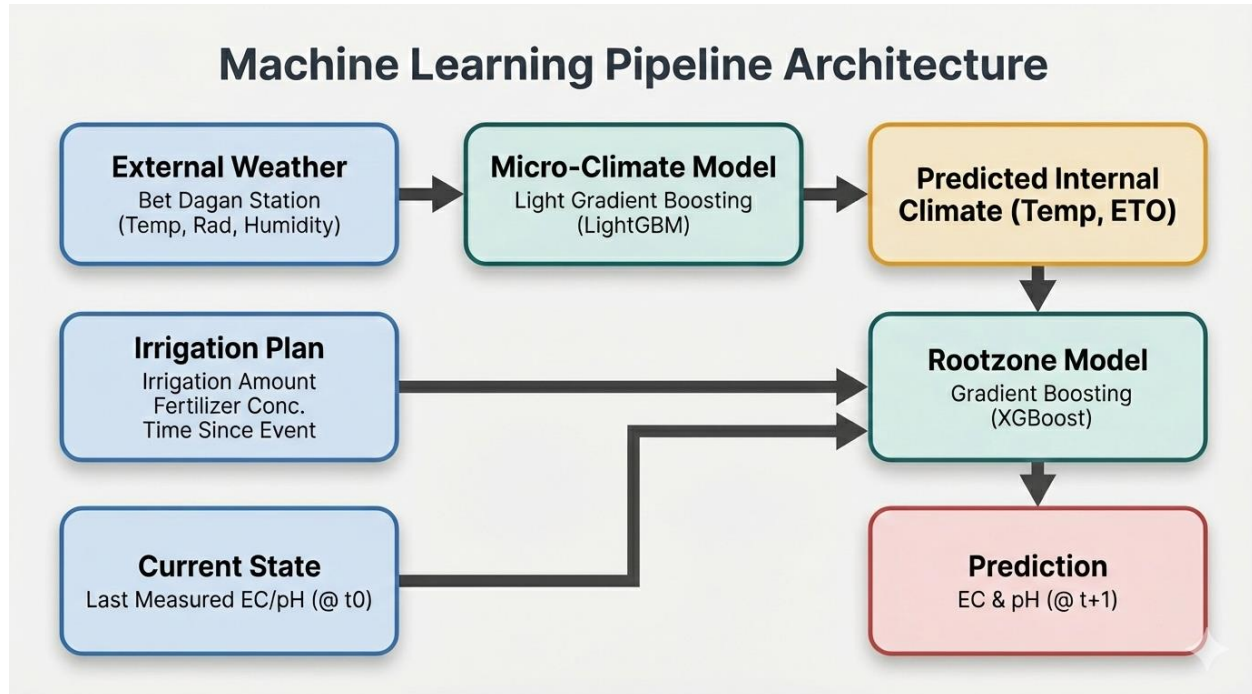 Machine Learning Pipeline Architecture
External Weather
Bet Dagan Station
(Temp, Rad, Humidity)
Micro-Climate Model
Light Gradient Boosting
(LightGBM)
Predicted Internal
Climate (Temp, ETO)
Irrigation Plan
Irrigation Amount
Fertilizer Conc.
Time Since Event
Rootzone Model
Gradient Boosting
(XGBoost)
Current State
Last Measured EC/pH (@ t0)
Prediction
EC & pH (@ t+1)